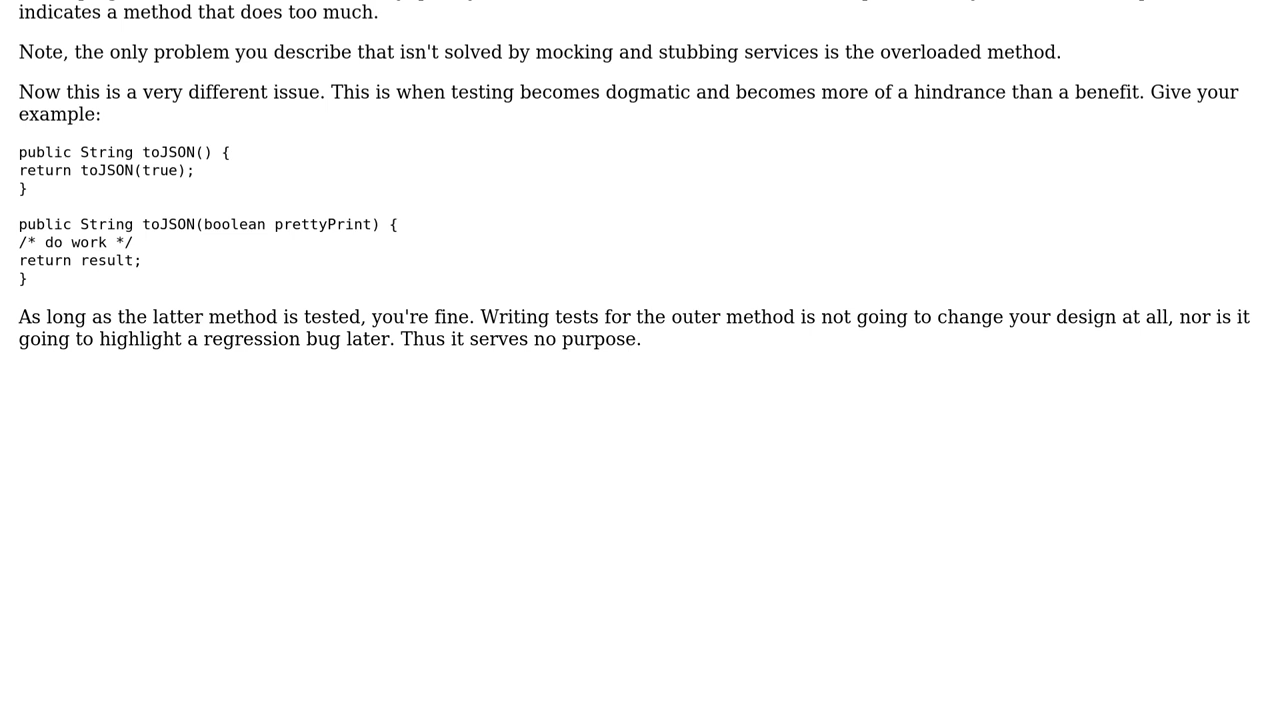 indicates a method that does too much.
Note, the only problem you describe that isn't solved by mocking and stubbing services is the overloaded method.
Now this is a very different issue. This is when testing becomes dogmatic and becomes more of a hindrance than a benefit. Give your
example:
public String toJSON() {
return toJSON(true);
}
public String toJSON(boolean prettyPrint) {
/* do work */
return result;
}
As long as the latter method is tested, you're fine. Writing tests for the outer method is not going to change your design at all, nor is it
going to highlight a regression bug later. Thus it serves no purpose.